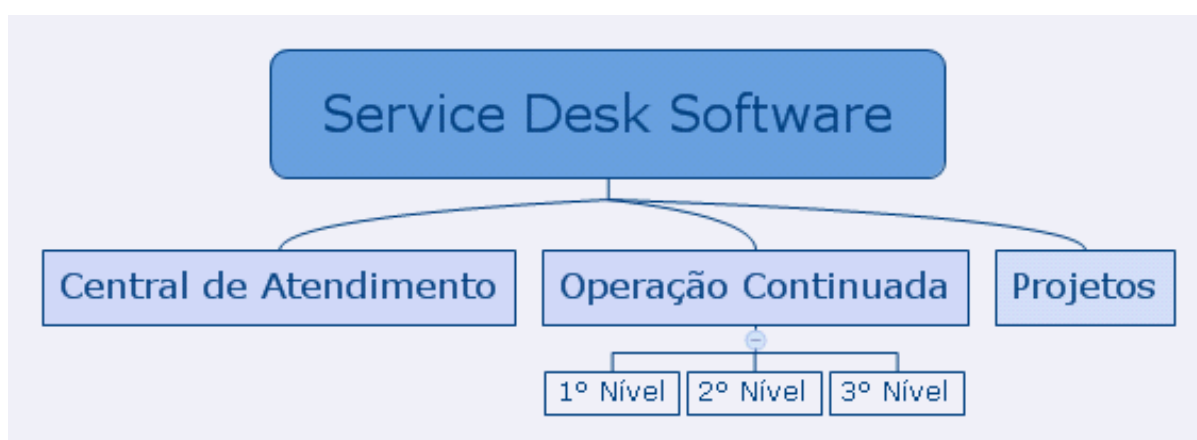 Service Desk Software
Central de Atendimento
Operação Continuada
Projetos
1º Nível
2º Nível
3º Nível